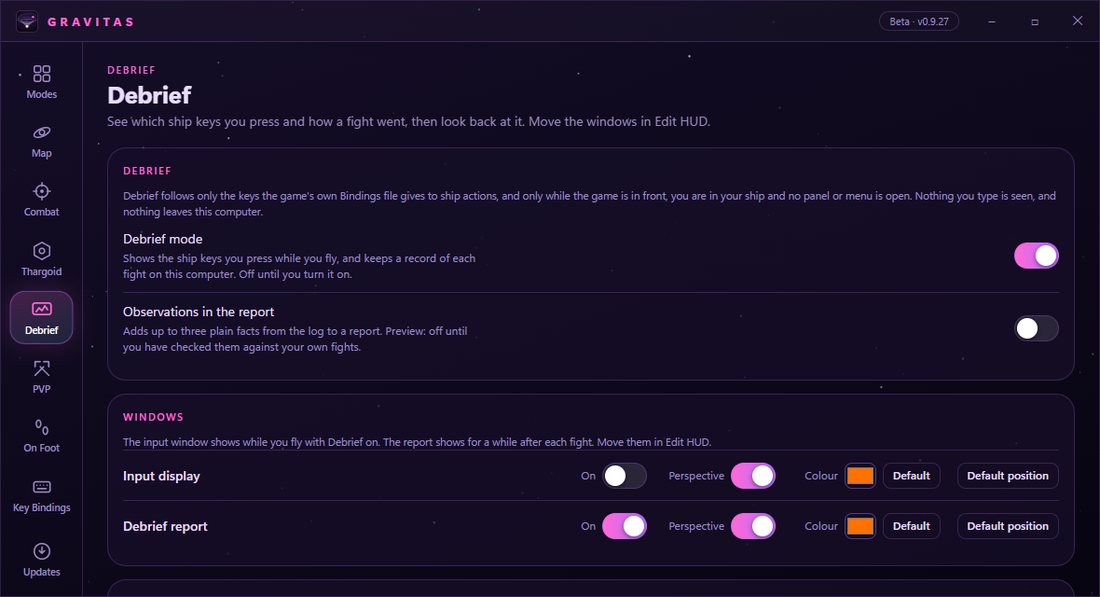 GRAVITAS
Beta · v0.9.27
Modes
Map
Combat
Thargoid
Debrief
PVP
On Foot
Key Bindings
Updates
DEBRIEF
Debrief
See which ship keys you press and how a fight went, then look back at it. Move the windows in Edit HUD.
DEBRIEF
Debrief follows only the keys the game's own Bindings file gives to ship actions, and only while the game is in front, you are in your ship and no panel or menu is open. Nothing you type is seen, and
nothing leaves this computer.
Debrief mode
Shows the ship keys you press while you fly, and keeps a record of each
fight on this computer. Off until you turn it on.
Observations in the report
Adds up to three plain facts from the log to a report. Preview: off until
you have checked them against your own fights.
WINDOWS
The input window shows while you fly with Debrief on. The report shows for a while after each fight. Move them in Edit HUD.
Input display On Perspective Colour Default Default position
Debrief report On Perspective Colour Default Default position